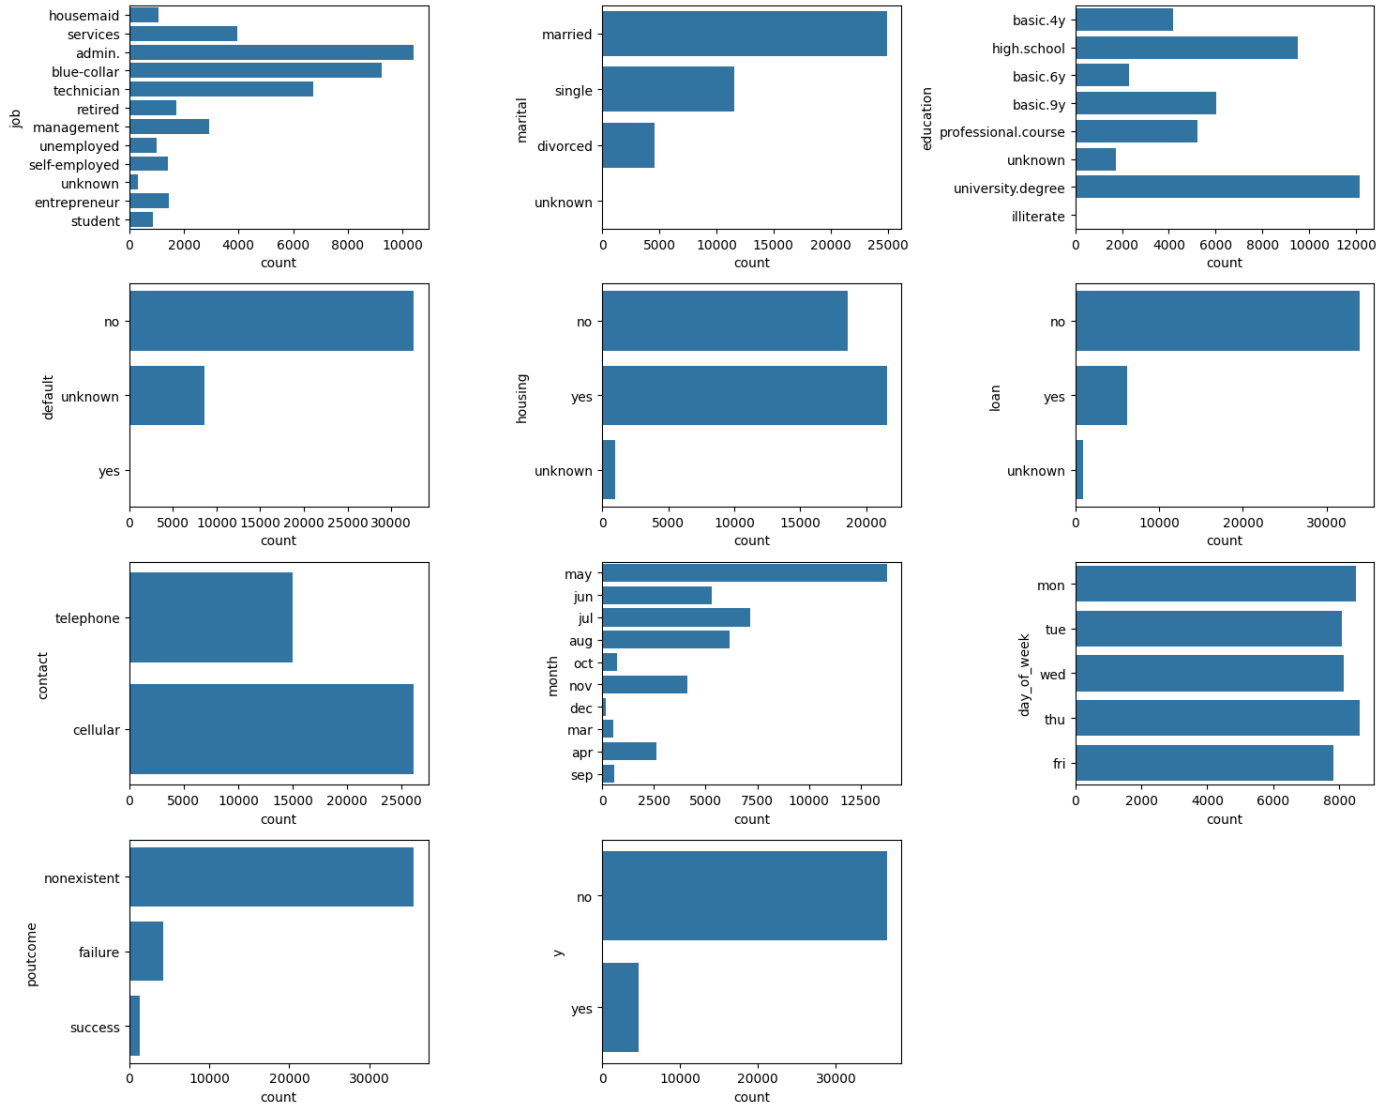 job
housemaid
services
admin.
blue-collar
technician
retired
management
unemployed
self-employed
unknown
entrepreneur
student
0 2000 4000 6000 8000 10000
count
marital
married
single
divorced
unknown
0 5000 10000 15000 20000 25000
count
education
basic.4y
high.school
basic.6y
basic.9y
professional.course
unknown
university.degree
illiterate
0 2000 4000 6000 8000 10000 12000
count
default
no
unknown
yes
0 5000 10000 15000 20000 25000 30000
count
housing
no
yes
unknown
0 5000 10000 15000 20000
count
loan
no
yes
unknown
0 10000 20000 30000
count
contact
telephone
cellular
0 5000 10000 15000 20000 25000
count
month
may
jun
jul
aug
oct
nov
dec
mar
apr
sep
0 2500 5000 7500 10000 12500
count
day_of_week
mon
tue
wed
thu
fri
0 2000 4000 6000 8000
count
poutcome
nonexistent
failure
success
0 10000 20000 30000
count
y
no
yes
0 10000 20000 30000
count